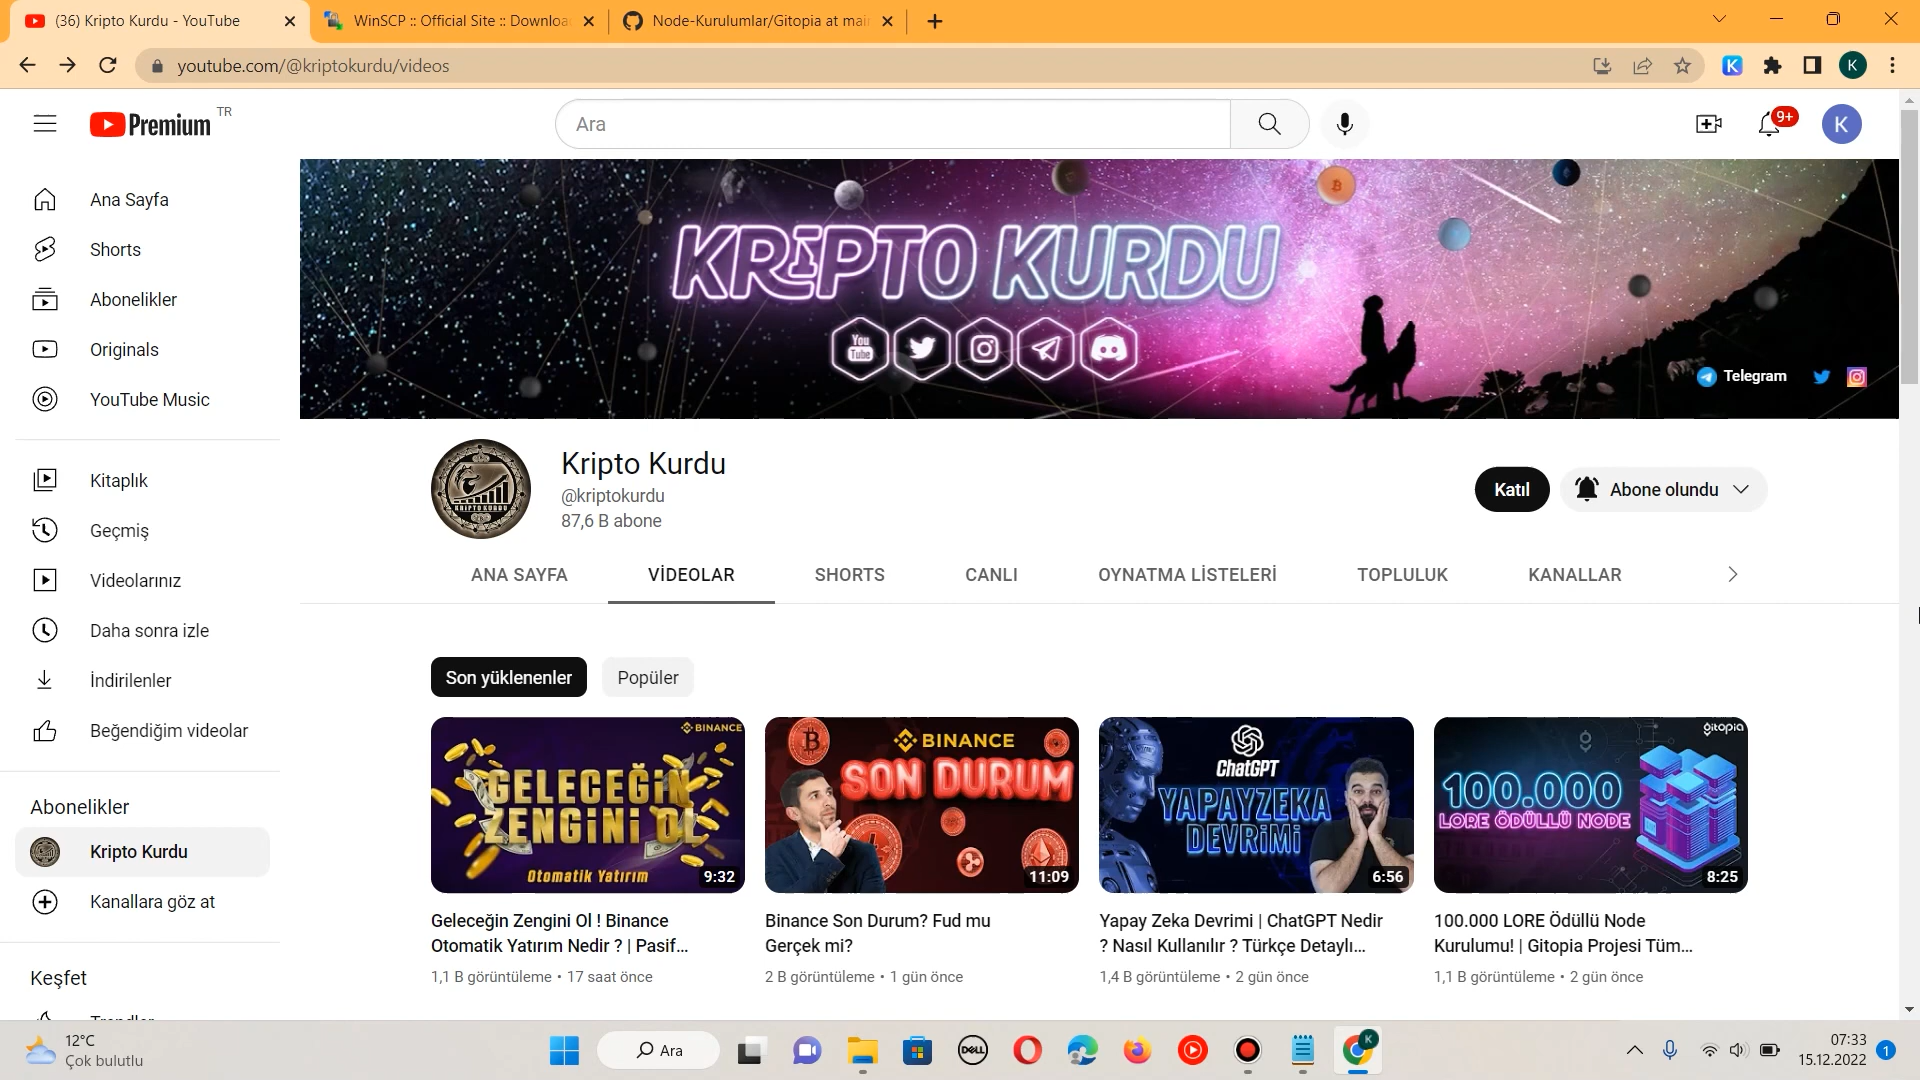 (36) Kripto Kurdu - YouTube
WinSCP :: Official Site :: Downloa
Node-Kurulumlar/Gitopia at mai
youtube.com/@kriptokurdu/videos
K
Premium TR
Ara
9+
K
Ana Sayfa
Shorts
Abonelikler
Originals
YouTube Music
Kitaplık
Geçmiş
Videolarınız
Daha sonra izle
İndirilenler
Beğendiğim videolar
Abonelikler
Kripto Kurdu
Kanallara göz at
Keşfet
KRIPTO KURDU
You Tube
Telegram
KRIPTO KURDU
Kripto Kurdu
@kriptokurdu
87,6 B abone
Katıl
Abone olundu
ANA SAYFA
VİDEOLAR
SHORTS
CANLI
OYNATMA LİSTELERİ
TOPLULUK
KANALLAR
Son yüklenenler
Popüler
BINANCE
GELECEĞİN
ZENGİNİ OL
Otomatik Yatırım
9:32
Geleceğin Zengini Ol ! Binance
Otomatik Yatırım Nedir ? | Pasif...
1,1 B görüntüleme • 17 saat önce
BINANCE
SON DURUM
11:09
Binance Son Durum? Fud mu
Gerçek mi?
2 B görüntüleme • 1 gün önce
ChatGPT
YAPAYZEKA
DEVRİMİ
6:56
Yapay Zeka Devrimi | ChatGPT Nedir
? Nasıl Kullanılır ? Türkçe Detaylı...
1,4 B görüntüleme • 2 gün önce
gitopia
100.000
LORE ÖDÜLLÜ NODE
8:25
100.000 LORE Ödüllü Node
Kurulumu! | Gitopia Projesi Tüm...
1,1 B görüntüleme • 2 gün önce
12°C
Çok bulutlu
Ara
DELL
K
07:33
15.12.2022
1